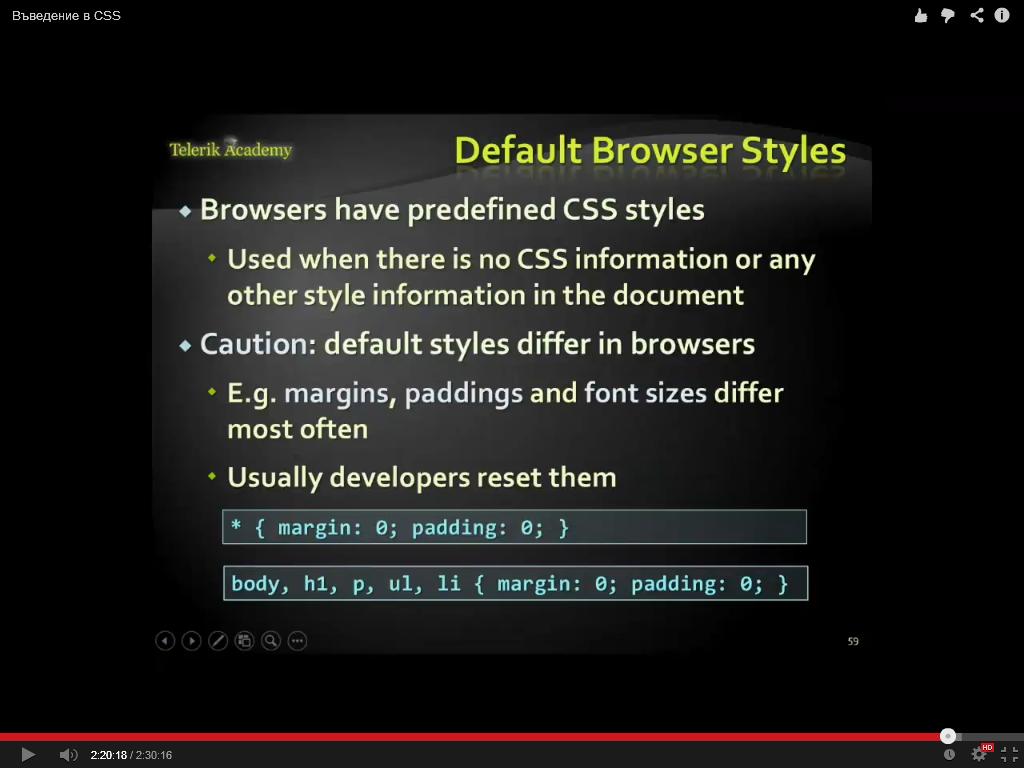 Въведение в CSS
Telerik Academy
Default Browser Styles
Browsers have predefined CSS styles
Used when there is no CSS information or any
other style information in the document
Caution: default styles differ in browsers
E.g. margins, paddings and font sizes differ
most often
Usually developers reset them
* { margin: 0; padding: 0; }
body, h1, p, ul, li { margin: 0; padding: 0; }
59
2:20:18 / 2:30:16
HD